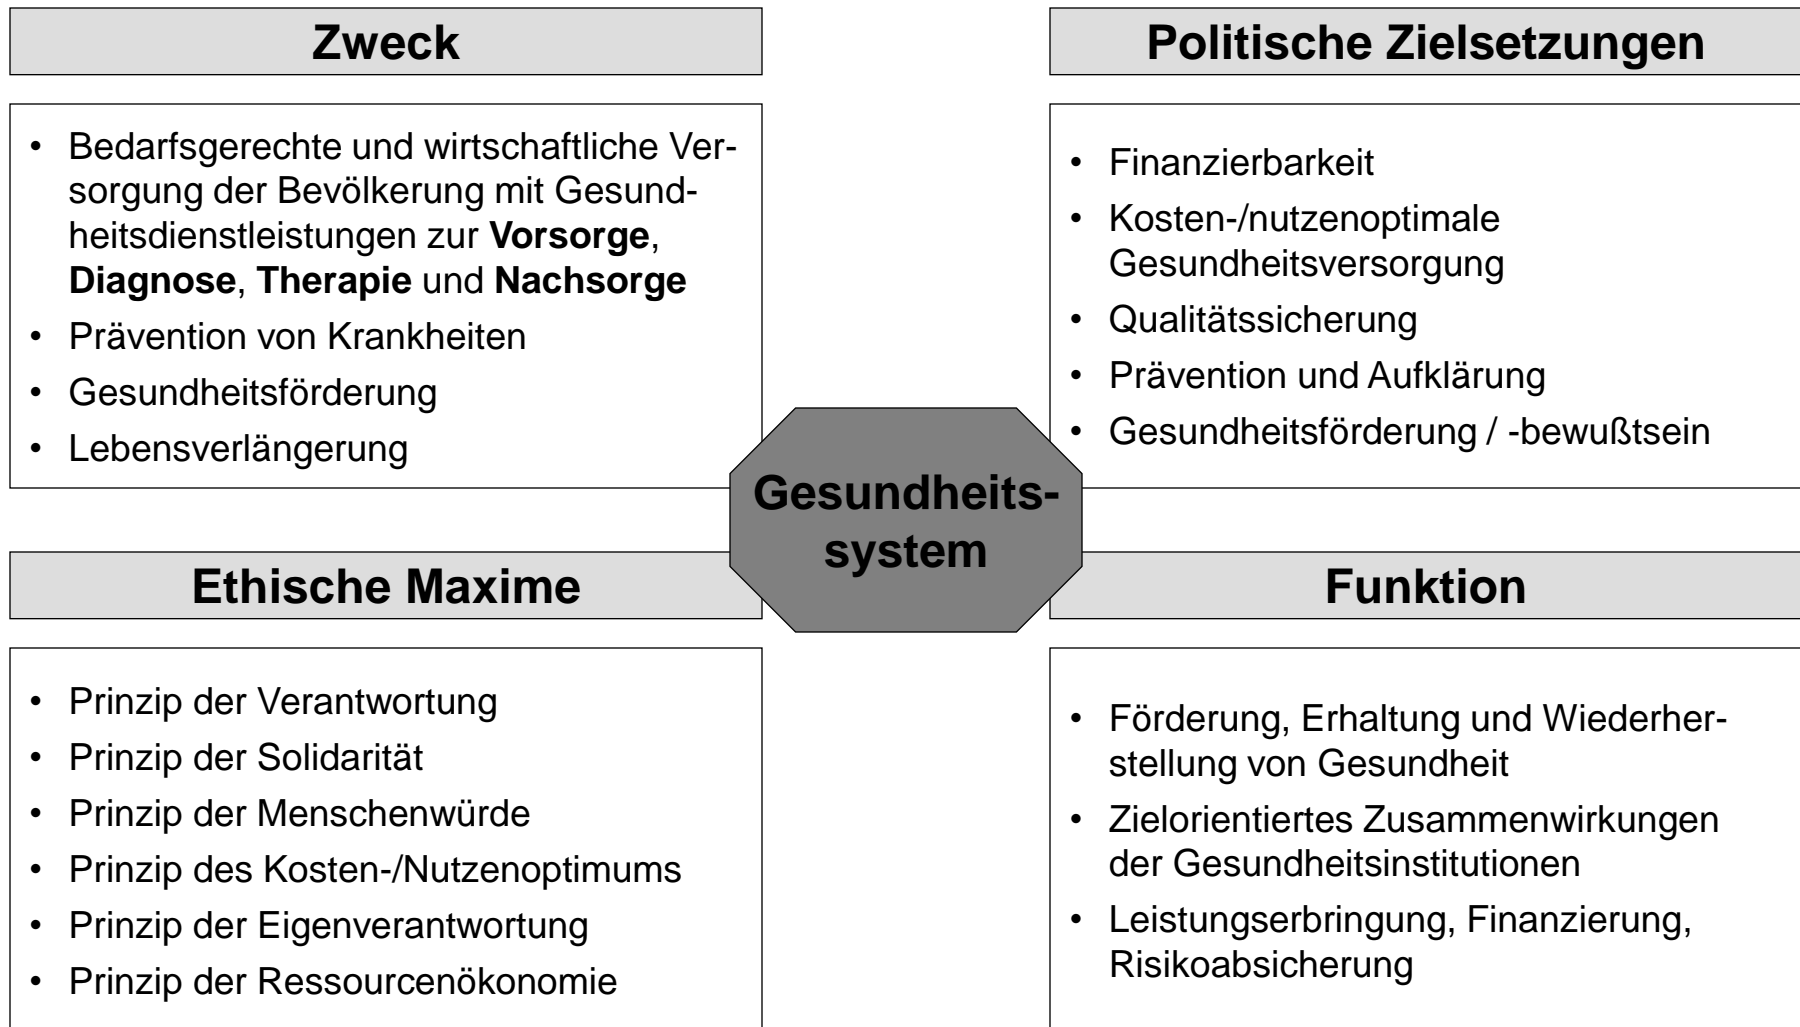 Zweck
• Bedarfsgerechte und wirtschaftliche Ver-
sorgung der Bevölkerung mit Gesund-
heitsdienstleistungen zur Vorsorge,
Diagnose, Therapie und Nachsorge
• Prävention von Krankheiten
• Gesundheitsförderung
• Lebensverlängerung
Politische Zielsetzungen
• Finanzierbarkeit
• Kosten-/nutzenoptimale
Gesundheitsversorgung
• Qualitätssicherung
• Prävention und Aufklärung
• Gesundheitsförderung / -bewußtsein
Gesundheits-
system
Ethische Maxime
• Prinzip der Verantwortung
• Prinzip der Solidarität
• Prinzip der Menschenwürde
• Prinzip des Kosten-/Nutzenoptimums
• Prinzip der Eigenverantwortung
• Prinzip der Ressourcenökonomie
Funktion
• Förderung, Erhaltung und Wiederher-
stellung von Gesundheit
• Zielorientiertes Zusammenwirkungen
der Gesundheitsinstitutionen
• Leistungserbringung, Finanzierung,
Risikoabsicherung